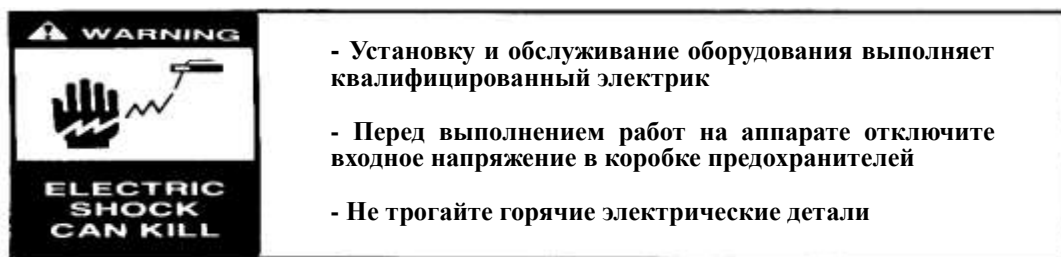 WARNING
ELECTRIC
SHOCK
CAN KILL
- Установку и обслуживание оборудования выполняет
квалифицированный электрик
- Перед выполнением работ на аппарате отключите
входное напряжение в коробке предохранителей
- Не трогайте горячие электрические детали